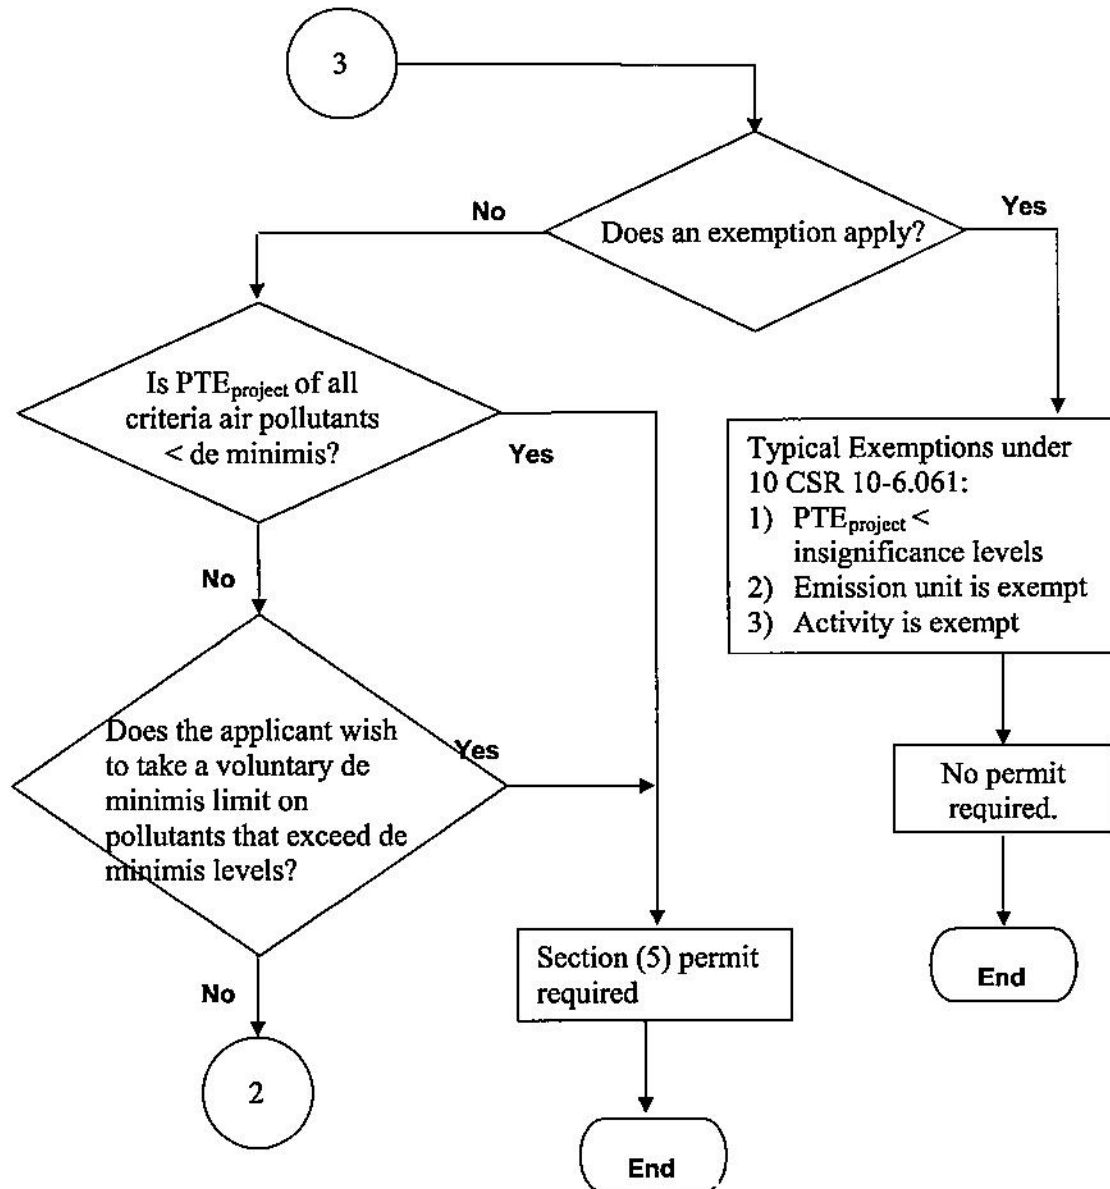 3
Does an exemption apply?
No
Yes
Is PTEproject of all
criteria air pollutants
< de minimis?
Yes
No
Typical Exemptions under
10 CSR 10-6.061:
1) PTEproject <
insignificance levels
2) Emission unit is exempt
3) Activity is exempt
Does the applicant wish
to take a voluntary de
minimis limit on
pollutants that exceed de
minimis levels?
Yes
No
No permit
required.
End
Section (5) permit
required
End
2